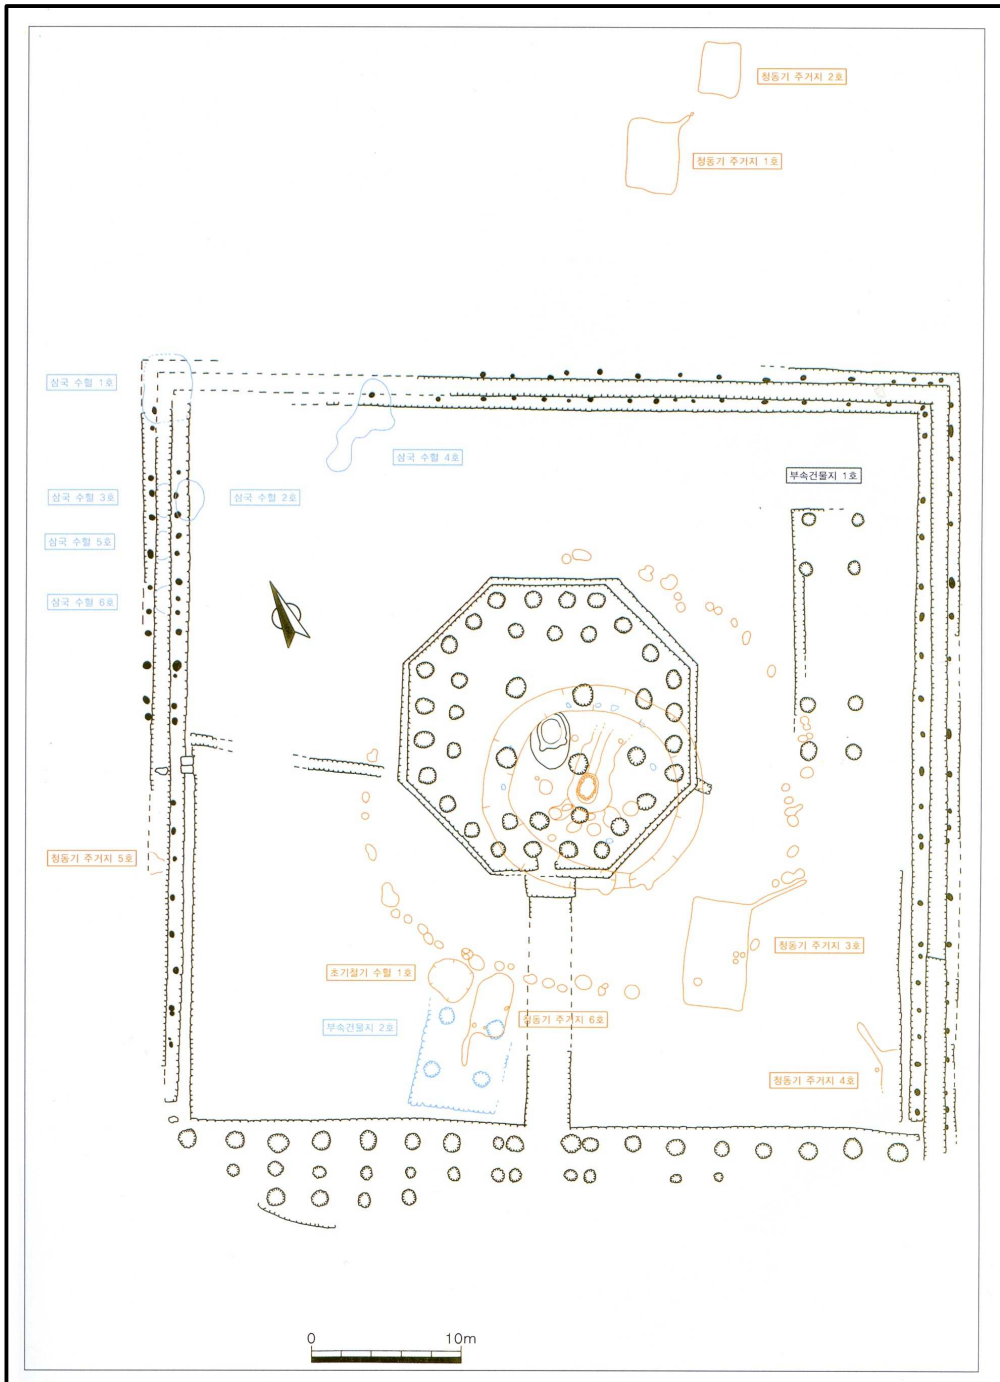 청동기 주거지 2호
청동기 주거지 1호
삼국 수혈 1호
삼국 수혈 4호
부속건물지 1호
삼국 수혈 3호
삼국 수혈 2호
삼국 수혈 5호
삼국 수혈 6호
청동기 주거지 5호
청동기 주거지 3호
초기철기 수혈 1호
부속건물지 2호
청동기 주거지 6호
청동기 주거지 4호
0 10m